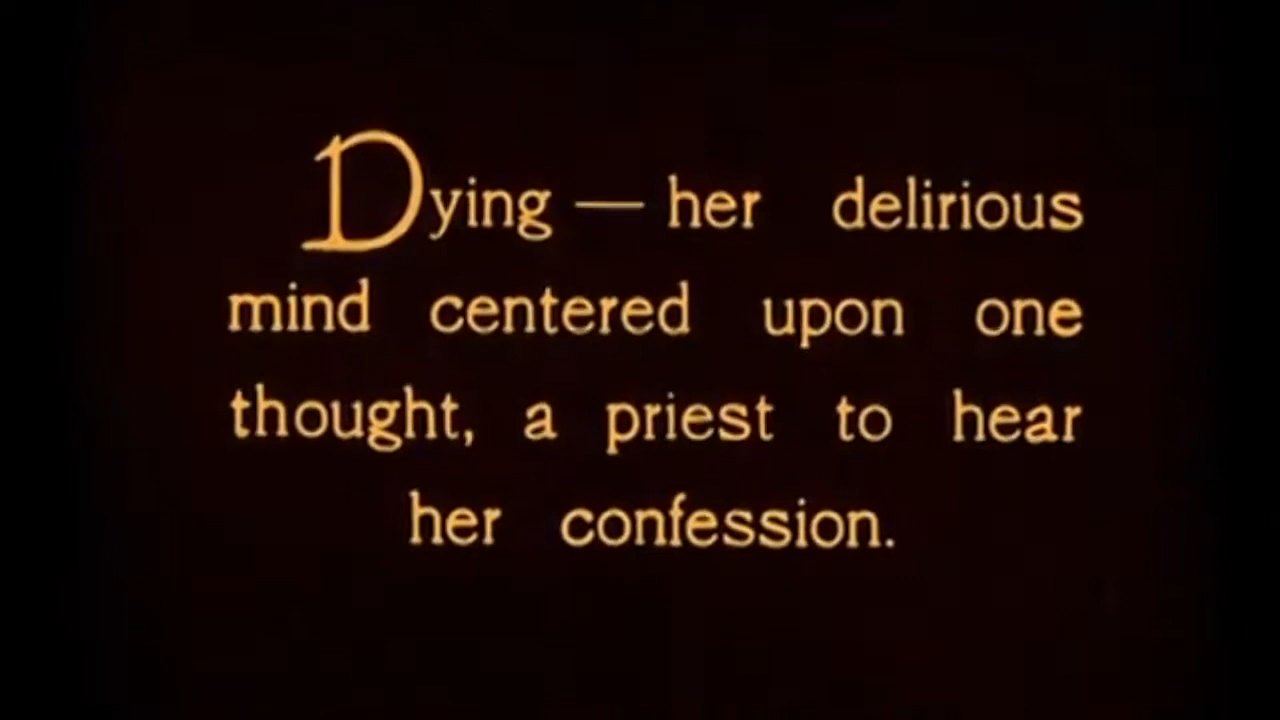 Dying — her delirious
mind centered upon one
thought, a priest to hear
her confession.